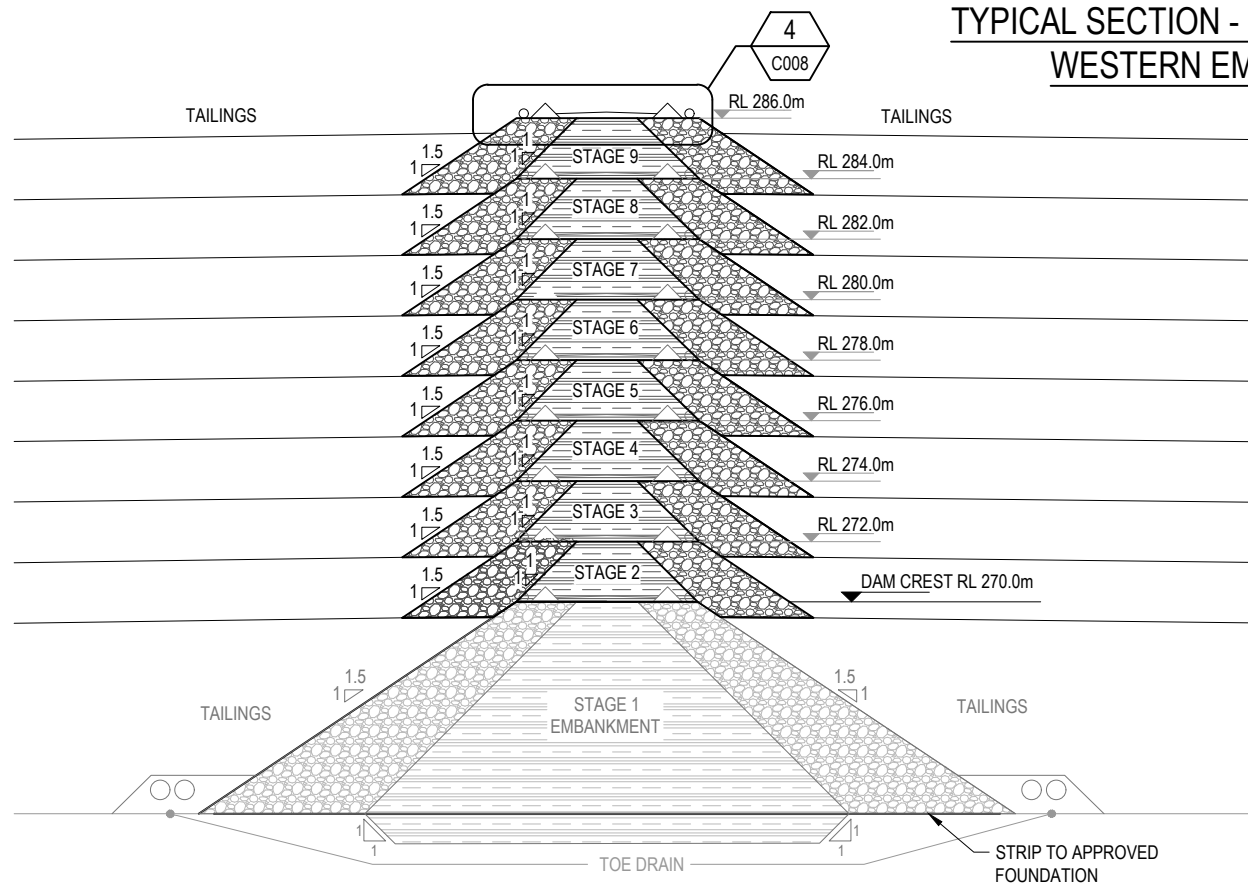 TYPICAL SECTION -
WESTERN EM
4
C008
RL 286.0m
TAILINGS
TAILINGS
1
1.5
1
1
STAGE 9
RL 284.0m
1
1.5
1
1
STAGE 8
RL 282.0m
1
1.5
1
1
STAGE 7
RL 280.0m
1
1.5
1
1
STAGE 6
RL 278.0m
1
1.5
1
1
STAGE 5
RL 276.0m
1
1.5
1
1
STAGE 4
RL 274.0m
1
1.5
1
1
STAGE 3
RL 272.0m
1
1.5
1
1
STAGE 2
DAM CREST RL 270.0m
1.5
1
1.5
1
TAILINGS
STAGE 1
EMBANKMENT
TAILINGS
1
1
1
1
TOE DRAIN
STRIP TO APPROVED
FOUNDATION